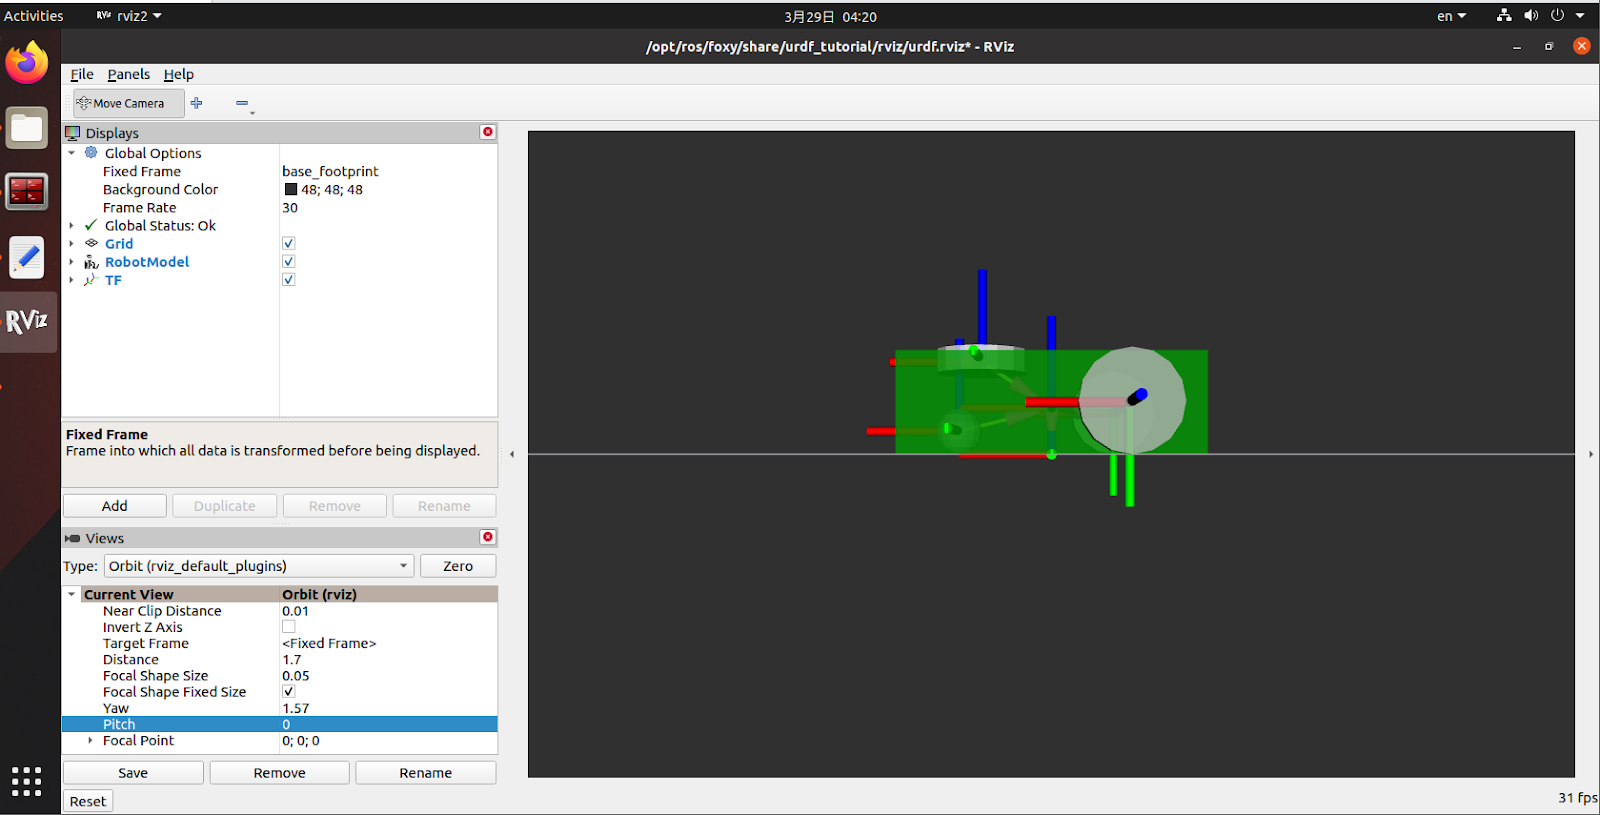 Activities
RViz rviz2
3月29日 04:20
en
/opt/ros/foxy/share/urdf_tutorial/rviz/urdf.rviz* - RViz
File Panels Help
Move Camera
Displays
Global Options
Fixed Frame base_footprint
Background Color 48; 48; 48
Frame Rate 30
Global Status: Ok
Grid
RobotModel
TF
RViz
Fixed Frame
Frame into which all data is transformed before being displayed.
Add Duplicate Remove Rename
Views
Type: Orbit (rviz_default_plugins) Zero
Current View Orbit (rviz)
Near Clip Distance 0.01
Invert Z Axis
Target Frame <Fixed Frame>
Distance 1.7
Focal Shape Size 0.05
Focal Shape Fixed Size
Yaw 1.57
Pitch 0
Focal Point 0; 0; 0
Save Remove Rename
Reset
31 fps